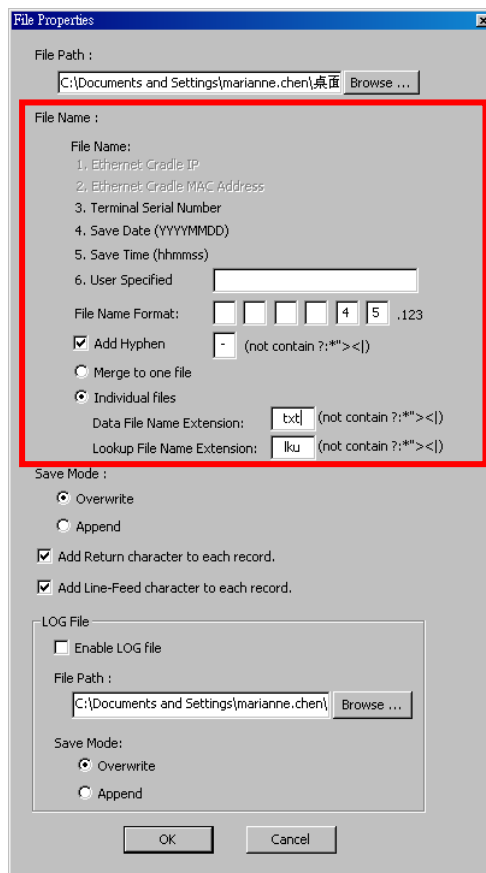 File Properties
File Path :
C:\Documents and Settings\marianne.chen\桌面 Browse ...
File Name :
File Name:
1. Ethernet Cradle IP
2. Ethernet Cradle MAC Address
3. Terminal Serial Number
4. Save Date (YYYYMMDD)
5. Save Time (hhmmss)
6. User Specified
File Name Format: 4 5 .123
Add Hyphen - (not contain ?:*"><|)
Merge to one file
Individual files
Data File Name Extension: txt (not contain ?:*"><|)
Lookup File Name Extension: lku (not contain ?:*"><|)
Save Mode :
Overwrite
Append
Add Return character to each record.
Add Line-Feed character to each record.
LOG File
Enable LOG file
File Path :
C:\Documents and Settings\marianne.chen\ Browse ...
Save Mode:
Overwrite
Append
OK Cancel